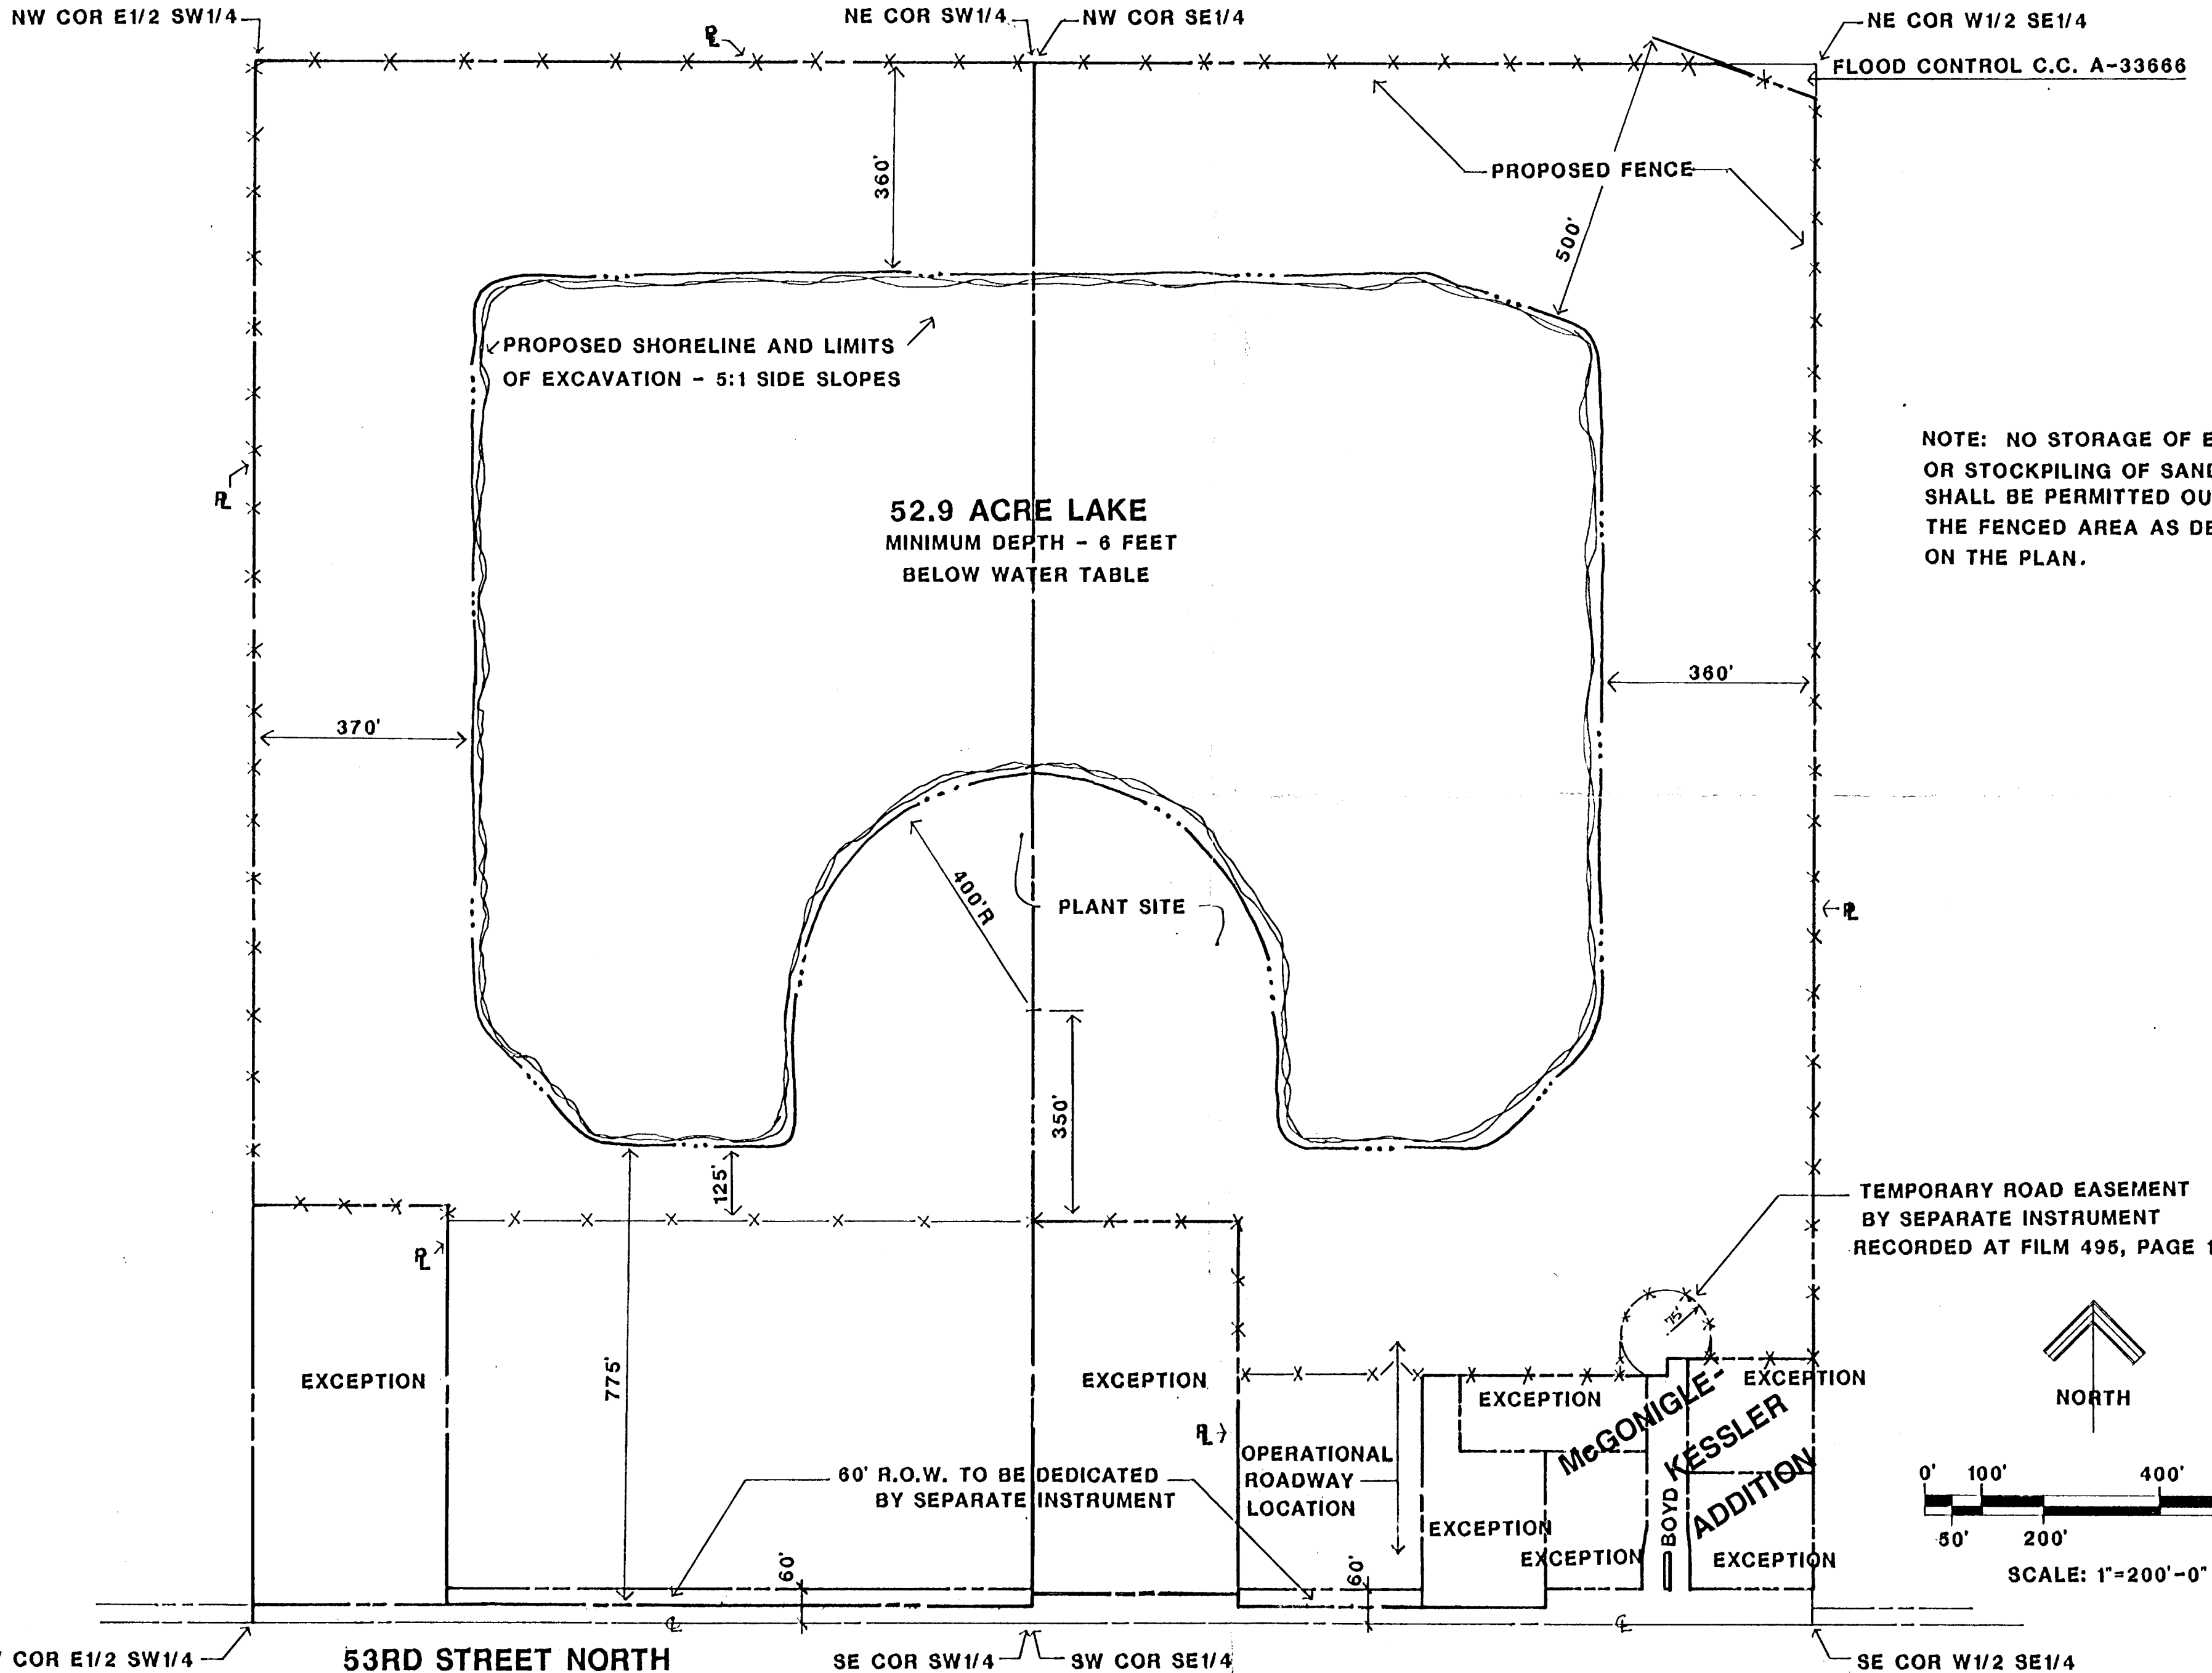 NW COR E1/2 SW1/4
NE COR SW1/4
NW COR SE1/4
NE COR W1/2 SE1/4
PL
FLOOD CONTROL C.C. A-33666
360'
PROPOSED FENCE
500'
PROPOSED SHORELINE AND LIMITS
OF EXCAVATION - 5:1 SIDE SLOPES
NOTE: NO STORAGE OF E
OR STOCKPILING OF SAND
SHALL BE PERMITTED OU
THE FENCED AREA AS DE
ON THE PLAN.
PL
52.9 ACRE LAKE
MINIMUM DEPTH - 6 FEET
BELOW WATER TABLE
360'
370'
400'R
PLANT SITE
PL
350'
125'
TEMPORARY ROAD EASEMENT
BY SEPARATE INSTRUMENT
RECORDED AT FILM 495, PAGE 1
PL
75'
775'
EXCEPTION
EXCEPTION
EXCEPTION
EXCEPTION
NORTH
PL
McGONIGLE-
KESSLER
ADDITION
OPERATIONAL
ROADWAY
LOCATION
60' R.O.W. TO BE DEDICATED
BY SEPARATE INSTRUMENT
0' 100' 400'
50' 200'
SCALE: 1"=200'-0"
EXCEPTION
EXCEPTION
BOYD
EXCEPTION
60'
60'
CL
CL
COR E1/2 SW1/4
53RD STREET NORTH
SE COR SW1/4
SW COR SE1/4
SE COR W1/2 SE1/4